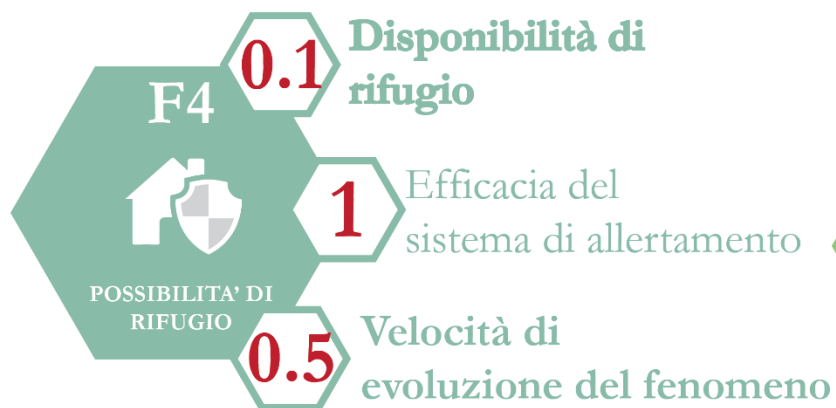 0.1 Disponibilità di
rifugio
F4
1 Efficacia del
sistema di allertamento
POSSIBILITA' DI
RIFUGIO
0.5 Velocità di
evoluzione del fenomeno